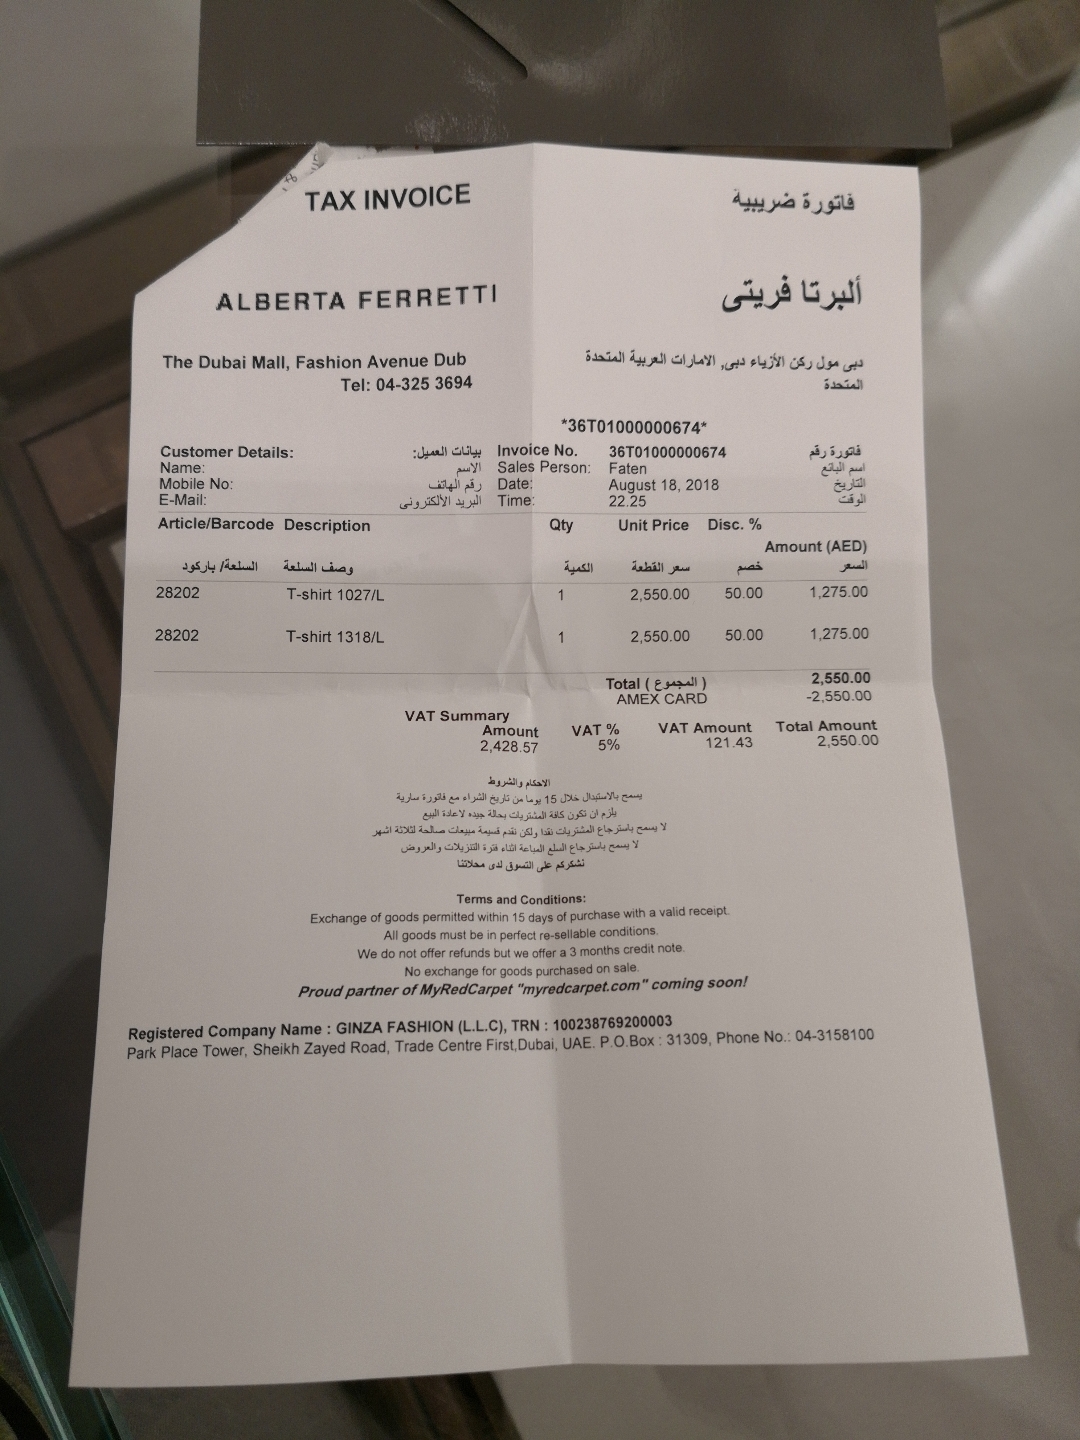 TAX INVOICE فاتورة ضريبية
ALBERTA FERRETTI ألبرتا فريتى
The Dubai Mall, Fashion Avenue Dub دبى مول ركن الأزياء دبى, الامارات العربية المتحدة
Tel: 04-325 3694 المتحدة
*36T01000000674*
Customer Details: بيانات العميل: Invoice No. 36T01000000674 فاتورة رقم
Name: الاسم Sales Person: Faten اسم البائع
Mobile No: رقم الهاتف Date: August 18, 2018 التاريخ
E-Mail: البريد الألكترونى Time: 22.25 الوقت
Article/Barcode Description Qty Unit Price Disc. %
Amount (AED)
السلعة/ باركود وصف السلعة الكمية سعر القطعة خصم السعر
28202 T-shirt 1027/L 1 2,550.00 50.00 1,275.00
28202 T-shirt 1318/L 1 2,550.00 50.00 1,275.00
Total ( المجموع ) 2,550.00
AMEX CARD -2,550.00
VAT Summary
Amount VAT % VAT Amount Total Amount
2,428.57 5% 121.43 2,550.00
الاحكام والشروط
يسمح بالاستبدال خلال 15 يوما من تاريخ الشراء مع فاتورة سارية
يلزم ان تكون كافة المشتريات بحالة جيده لاعادة البيع
لا يسمح باسترجاع المشتريات نقدا ولكن نقدم قسيمة مبيعات صالحة لثلاثة اشهر
لا يسمح باسترجاع السلع المباعة اثناء فترة التنزيلات والعروض
نشكركم على التسوق لدى محلاتنا
Terms and Conditions:
Exchange of goods permitted within 15 days of purchase with a valid receipt.
All goods must be in perfect re-sellable conditions.
We do not offer refunds but we offer a 3 months credit note.
No exchange for goods purchased on sale.
Proud partner of MyRedCarpet "myredcarpet.com" coming soon!
Registered Company Name : GINZA FASHION (L.L.C), TRN : 100238769200003
Park Place Tower, Sheikh Zayed Road, Trade Centre First,Dubai, UAE. P.O.Box : 31309, Phone No.: 04-3158100